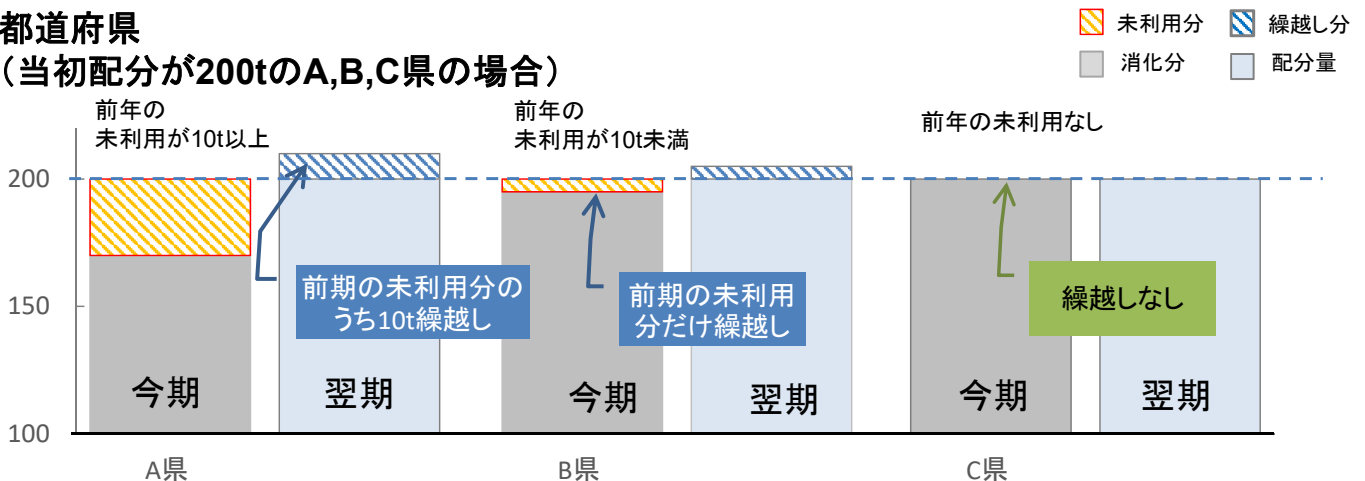 都道府県
（当初配分が200tのA,B,C県の場合）
未利用分
繰越し分
消化分
配分量
前年の
未利用が10t以上
前年の
未利用が10t未満
前年の未利用なし
200
150
100
前期の未利用分の
うち10t繰越し
前期の未利用
分だけ繰越し
繰越しなし
今期
翌期
今期
翌期
今期
翌期
A県
B県
C県